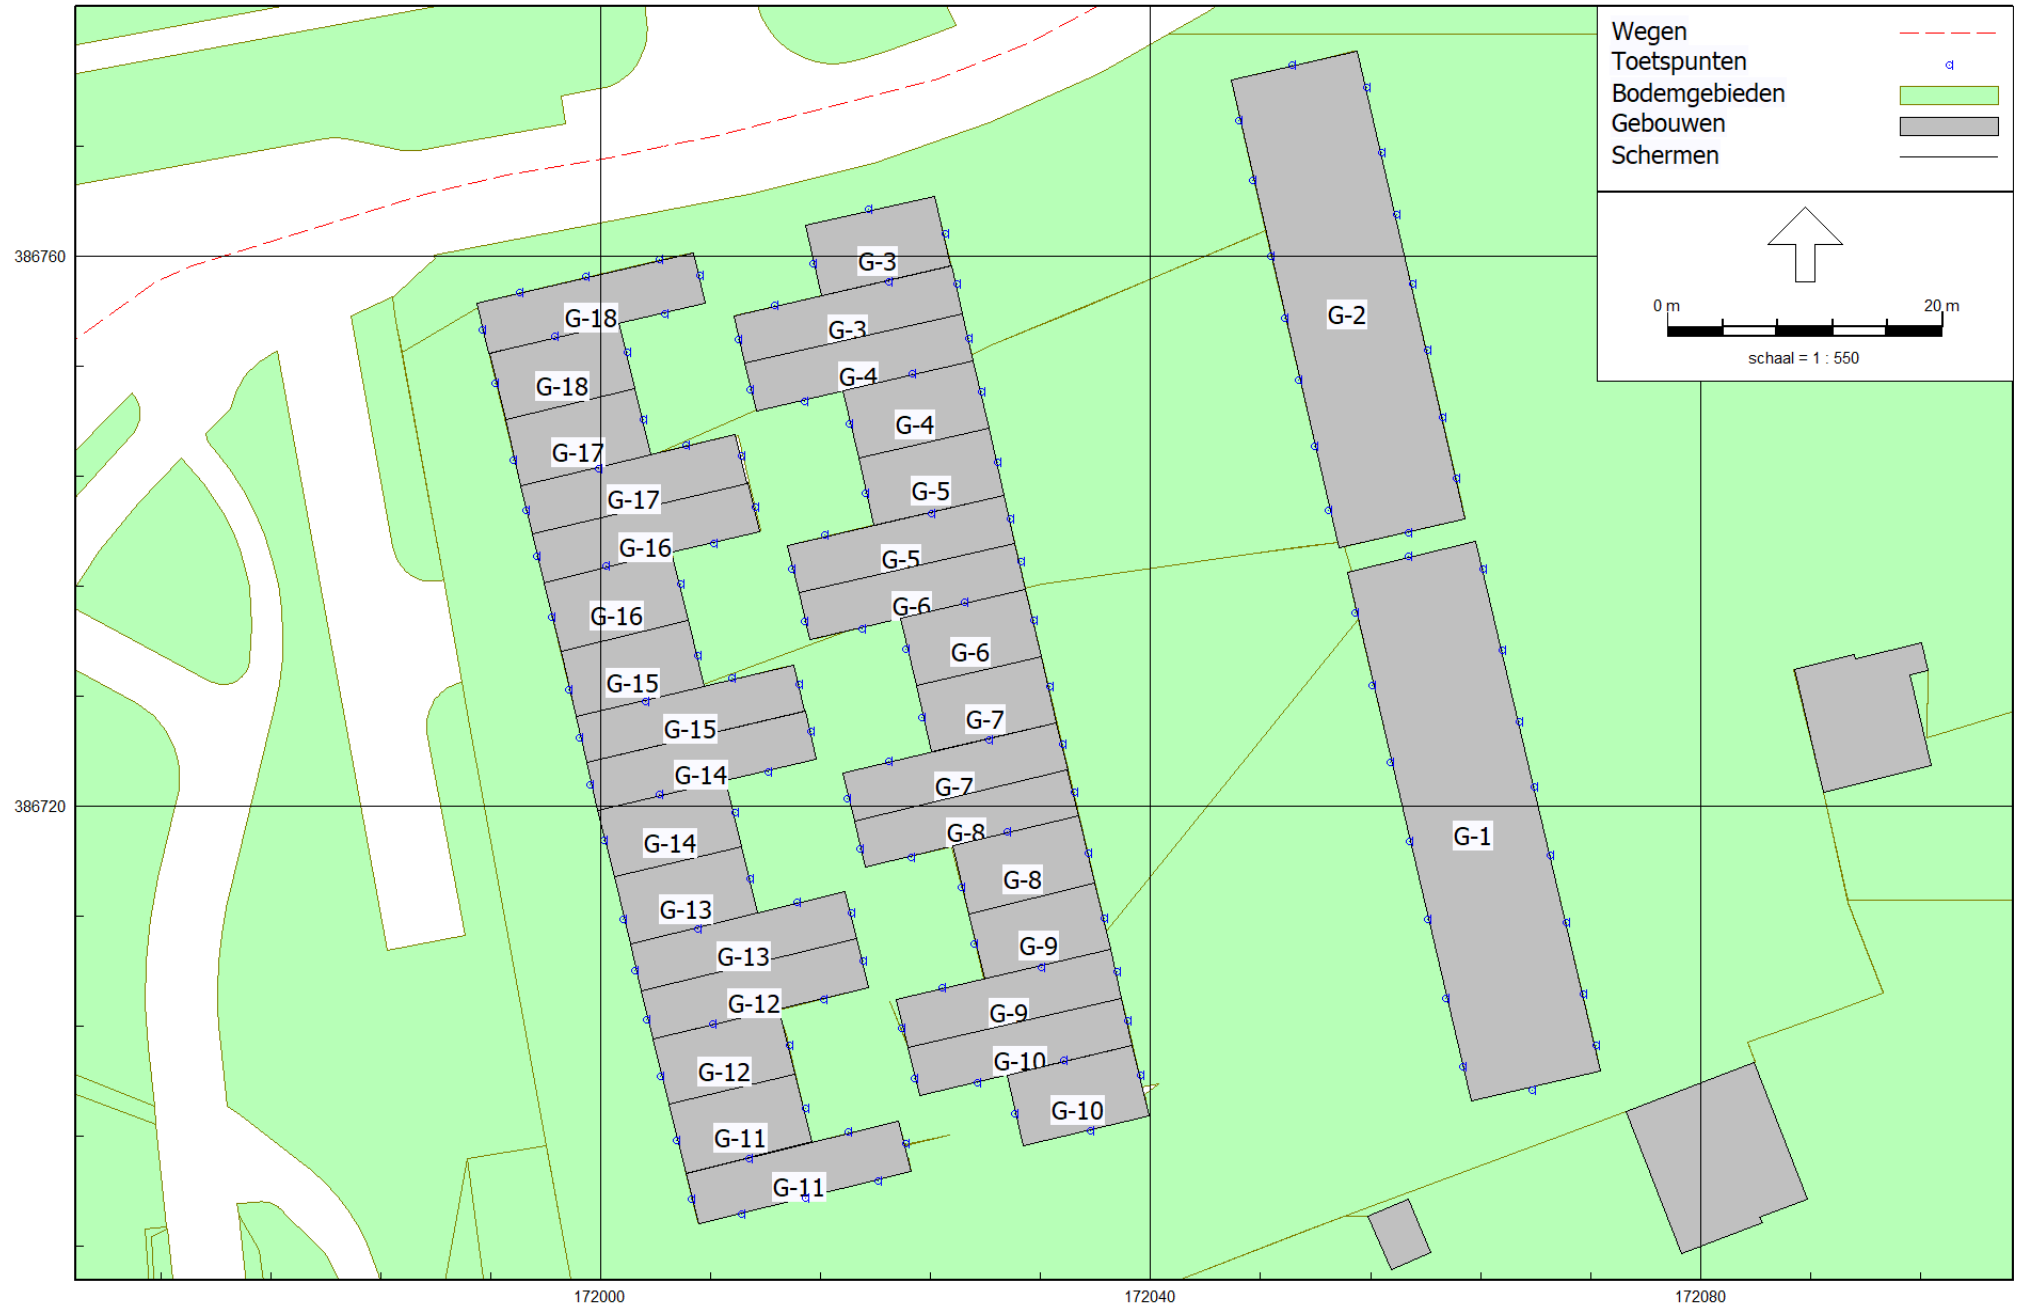 Wegen
Toetspunten
Bodemgebieden
Gebouwen
Schermen
0 m
20 m
schaal = 1 : 550
386760
386720
172000
172040
172080
G-3
G-2
G-18
G-3
G-4
G-18
G-4
G-17
G-5
G-17
G-16
G-5
G-6
G-16
G-6
G-15
G-7
G-15
G-14
G-7
G-8
G-1
G-14
G-8
G-13
G-9
G-13
G-12
G-9
G-10
G-12
G-10
G-11
G-11